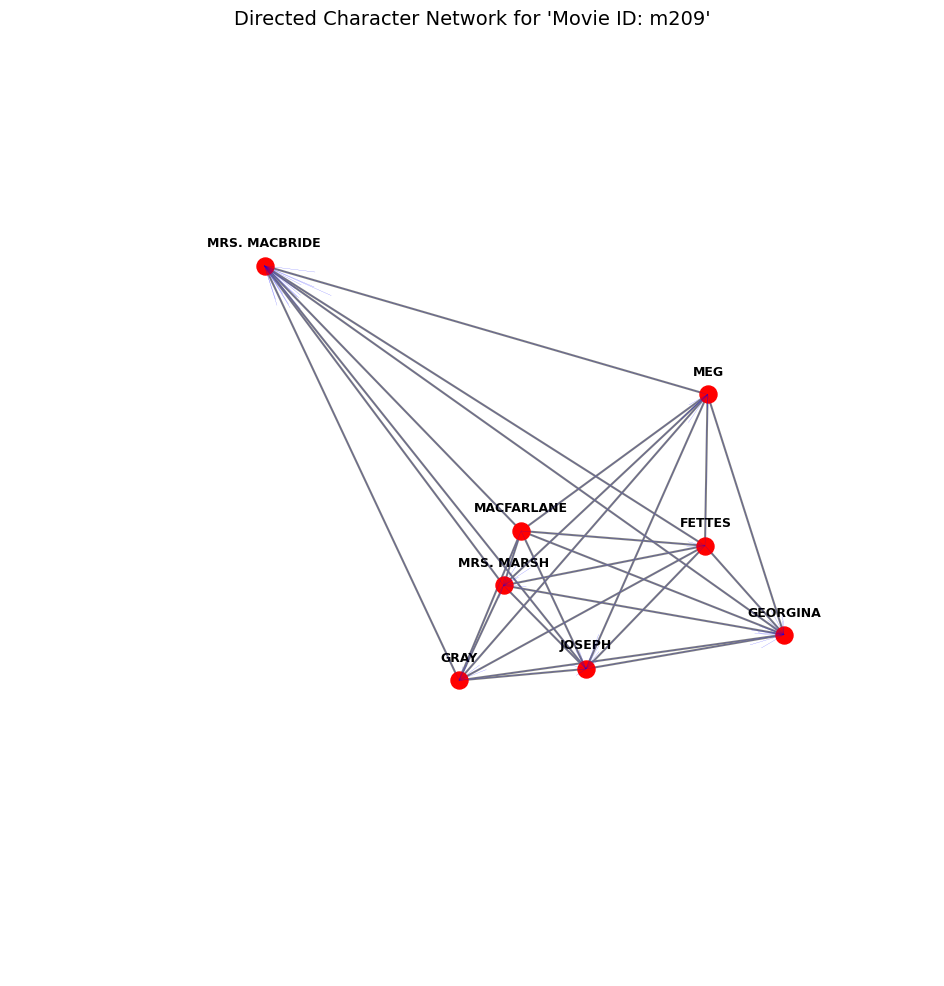 Directed Character Network for 'Movie ID: m209'
MRS. MACBRIDE
MEG
MACFARLANE
FETTES
MRS. MARSH
GEORGINA
JOSEPH
GRAY